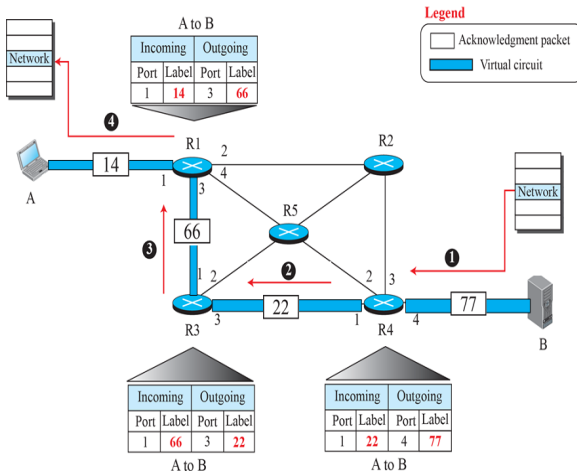 Legend
Acknowledgment packet
Virtual circuit
Network
A to B
Incoming Outgoing
Port Label Port Label
1 14 3 66
4
R1
R2
2
4
14
1
3
A
Network
R5
66
3
2
1
1
2
2
3
22
77
R3
3
1
R4
4
B
Incoming Outgoing
Port Label Port Label
1 66 3 22
A to B
Incoming Outgoing
Port Label Port Label
1 22 4 77
A to B